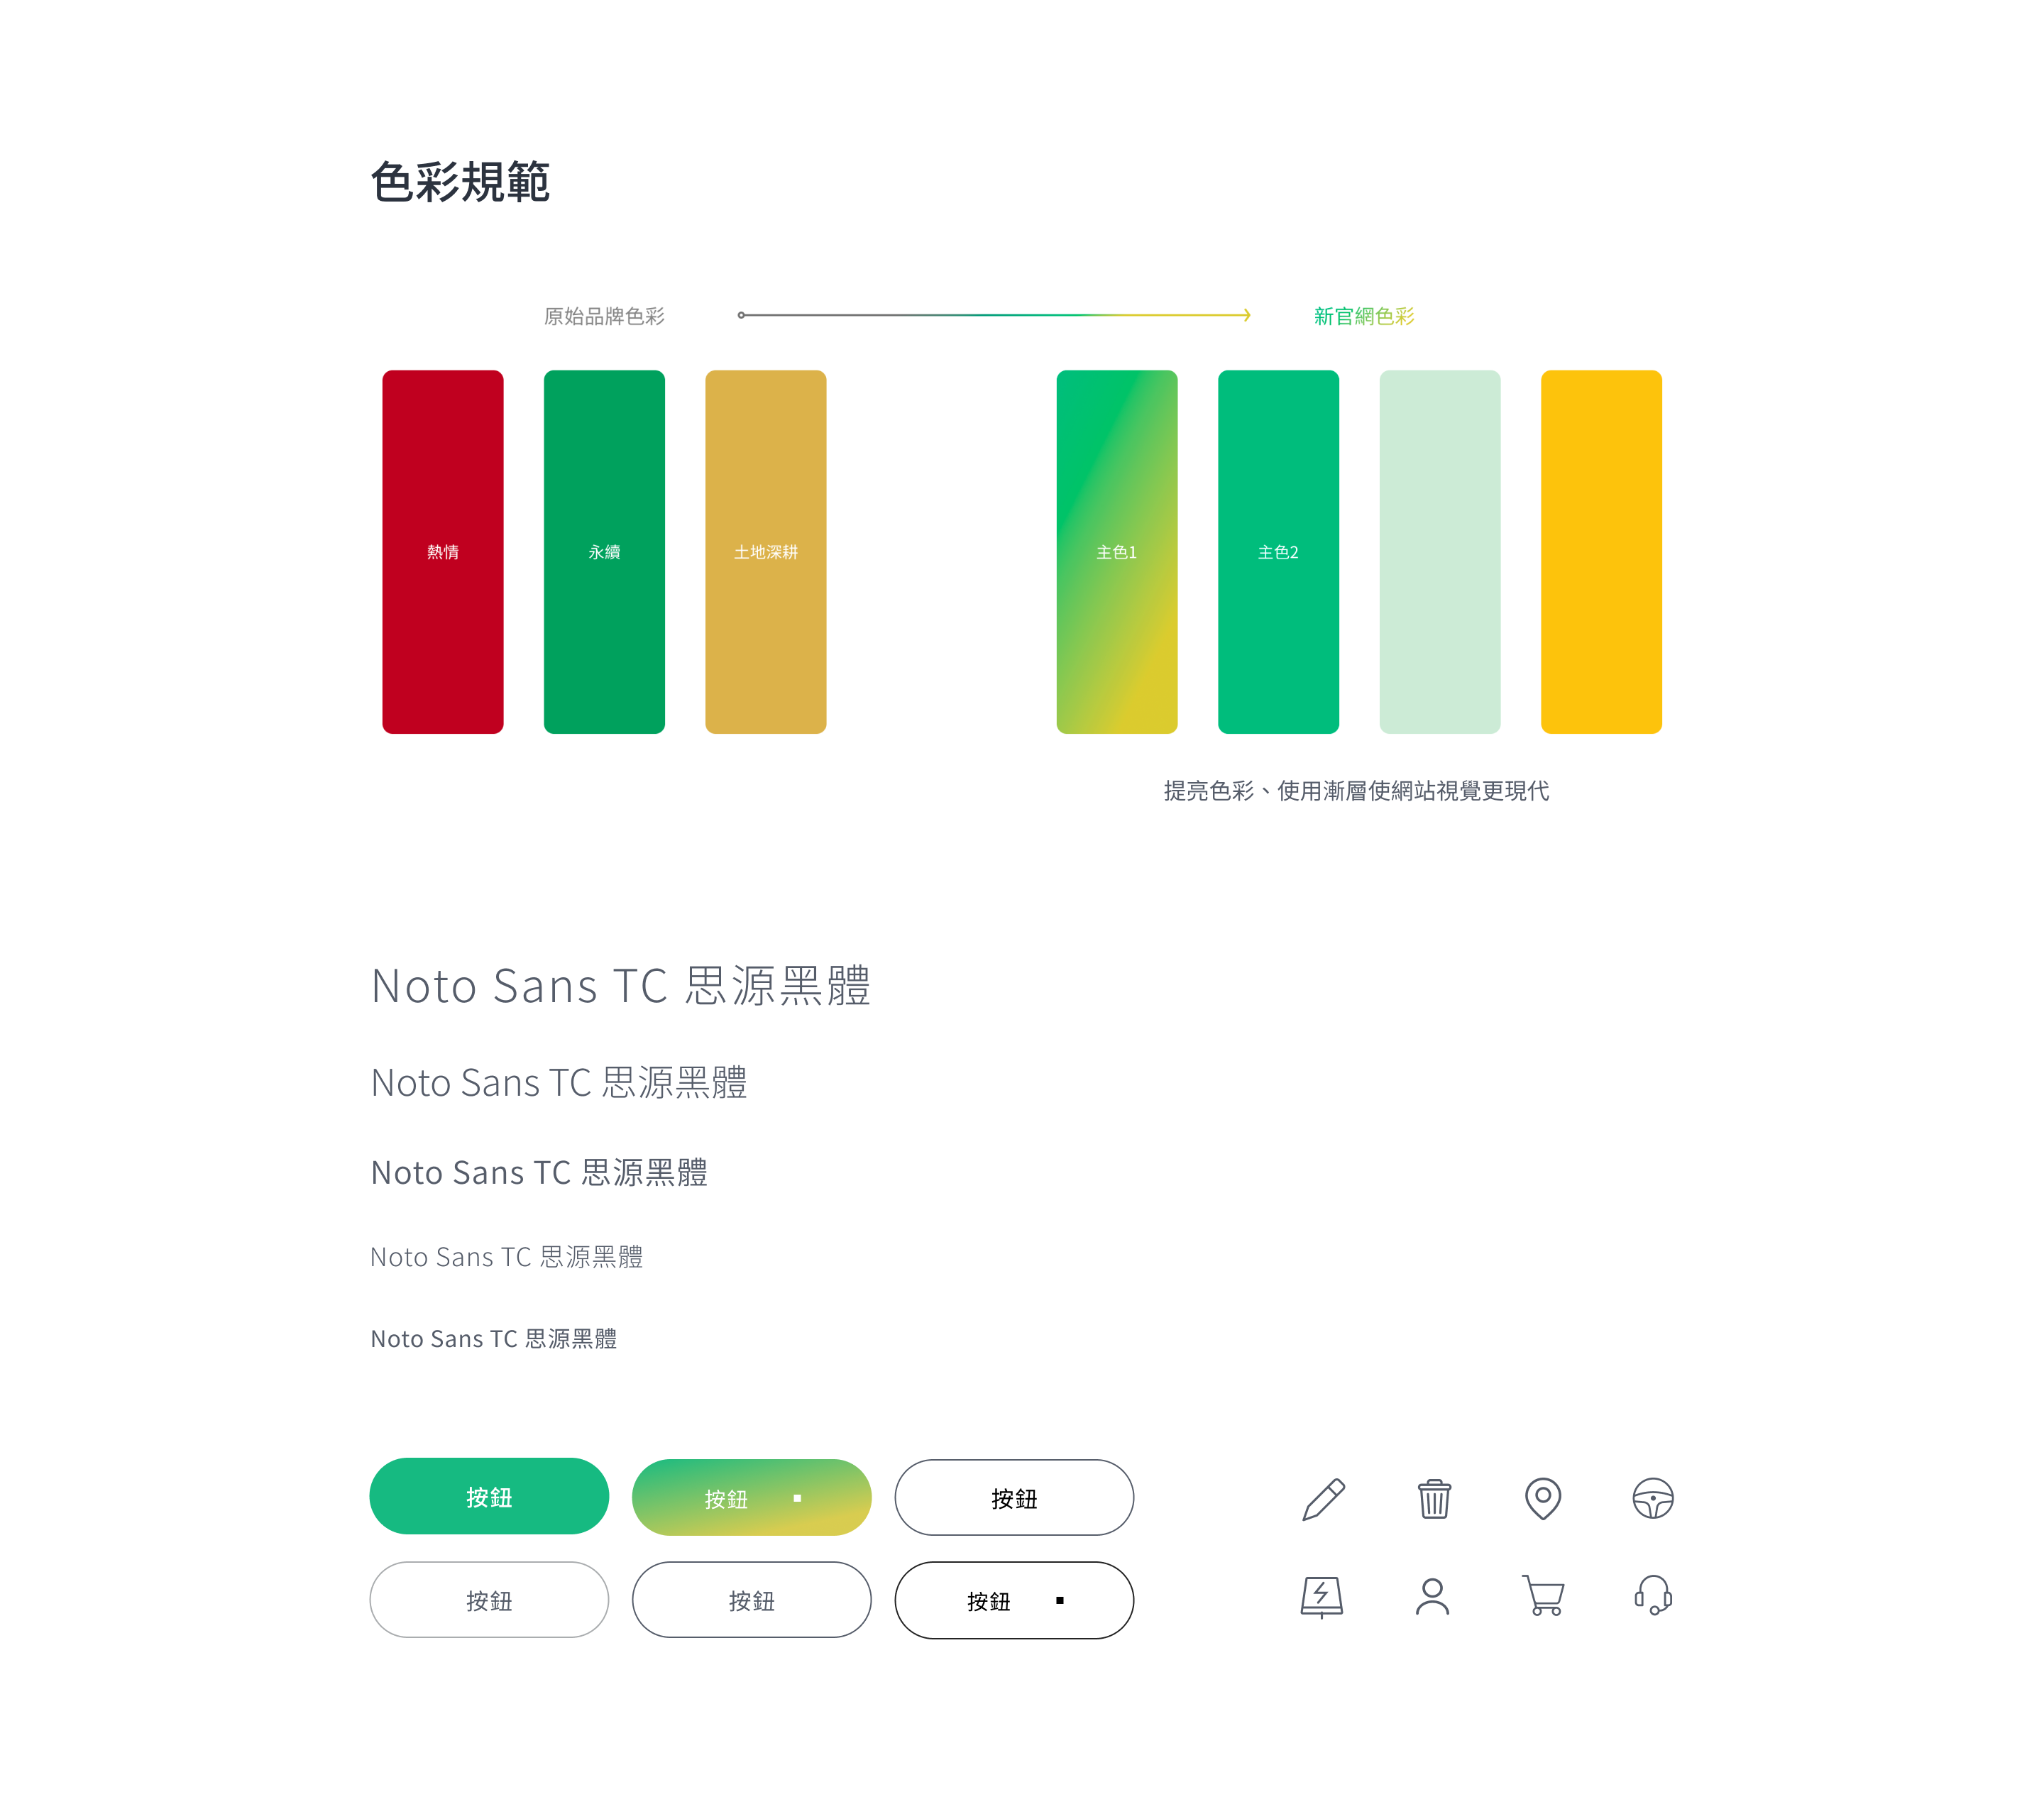 色彩規範
原始品牌色彩
新官網色彩
熱情
永續
土地深耕
主色1
主色2
提亮色彩、使用漸層使網站視覺更現代
Noto Sans TC 思源黑體
Noto Sans TC 思源黑體
Noto Sans TC 思源黑體
Noto Sans TC 思源黑體
Noto Sans TC 思源黑體
按鈕
按鈕
按鈕
按鈕
按鈕
按鈕